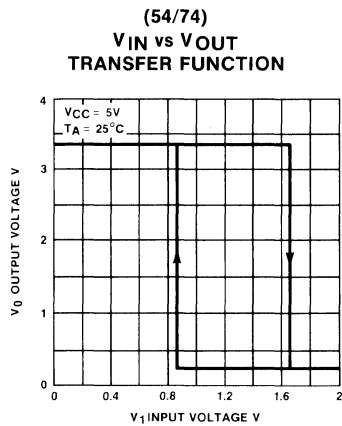 (54/74)
VIN vs VOUT
TRANSFER FUNCTION
VCC = 5V
TA = 25°C
4
3
2
1
0
V0 OUTPUT VOLTAGE V
0
0.4
0.8
1.2
1.6
2
V1 INPUT VOLTAGE V